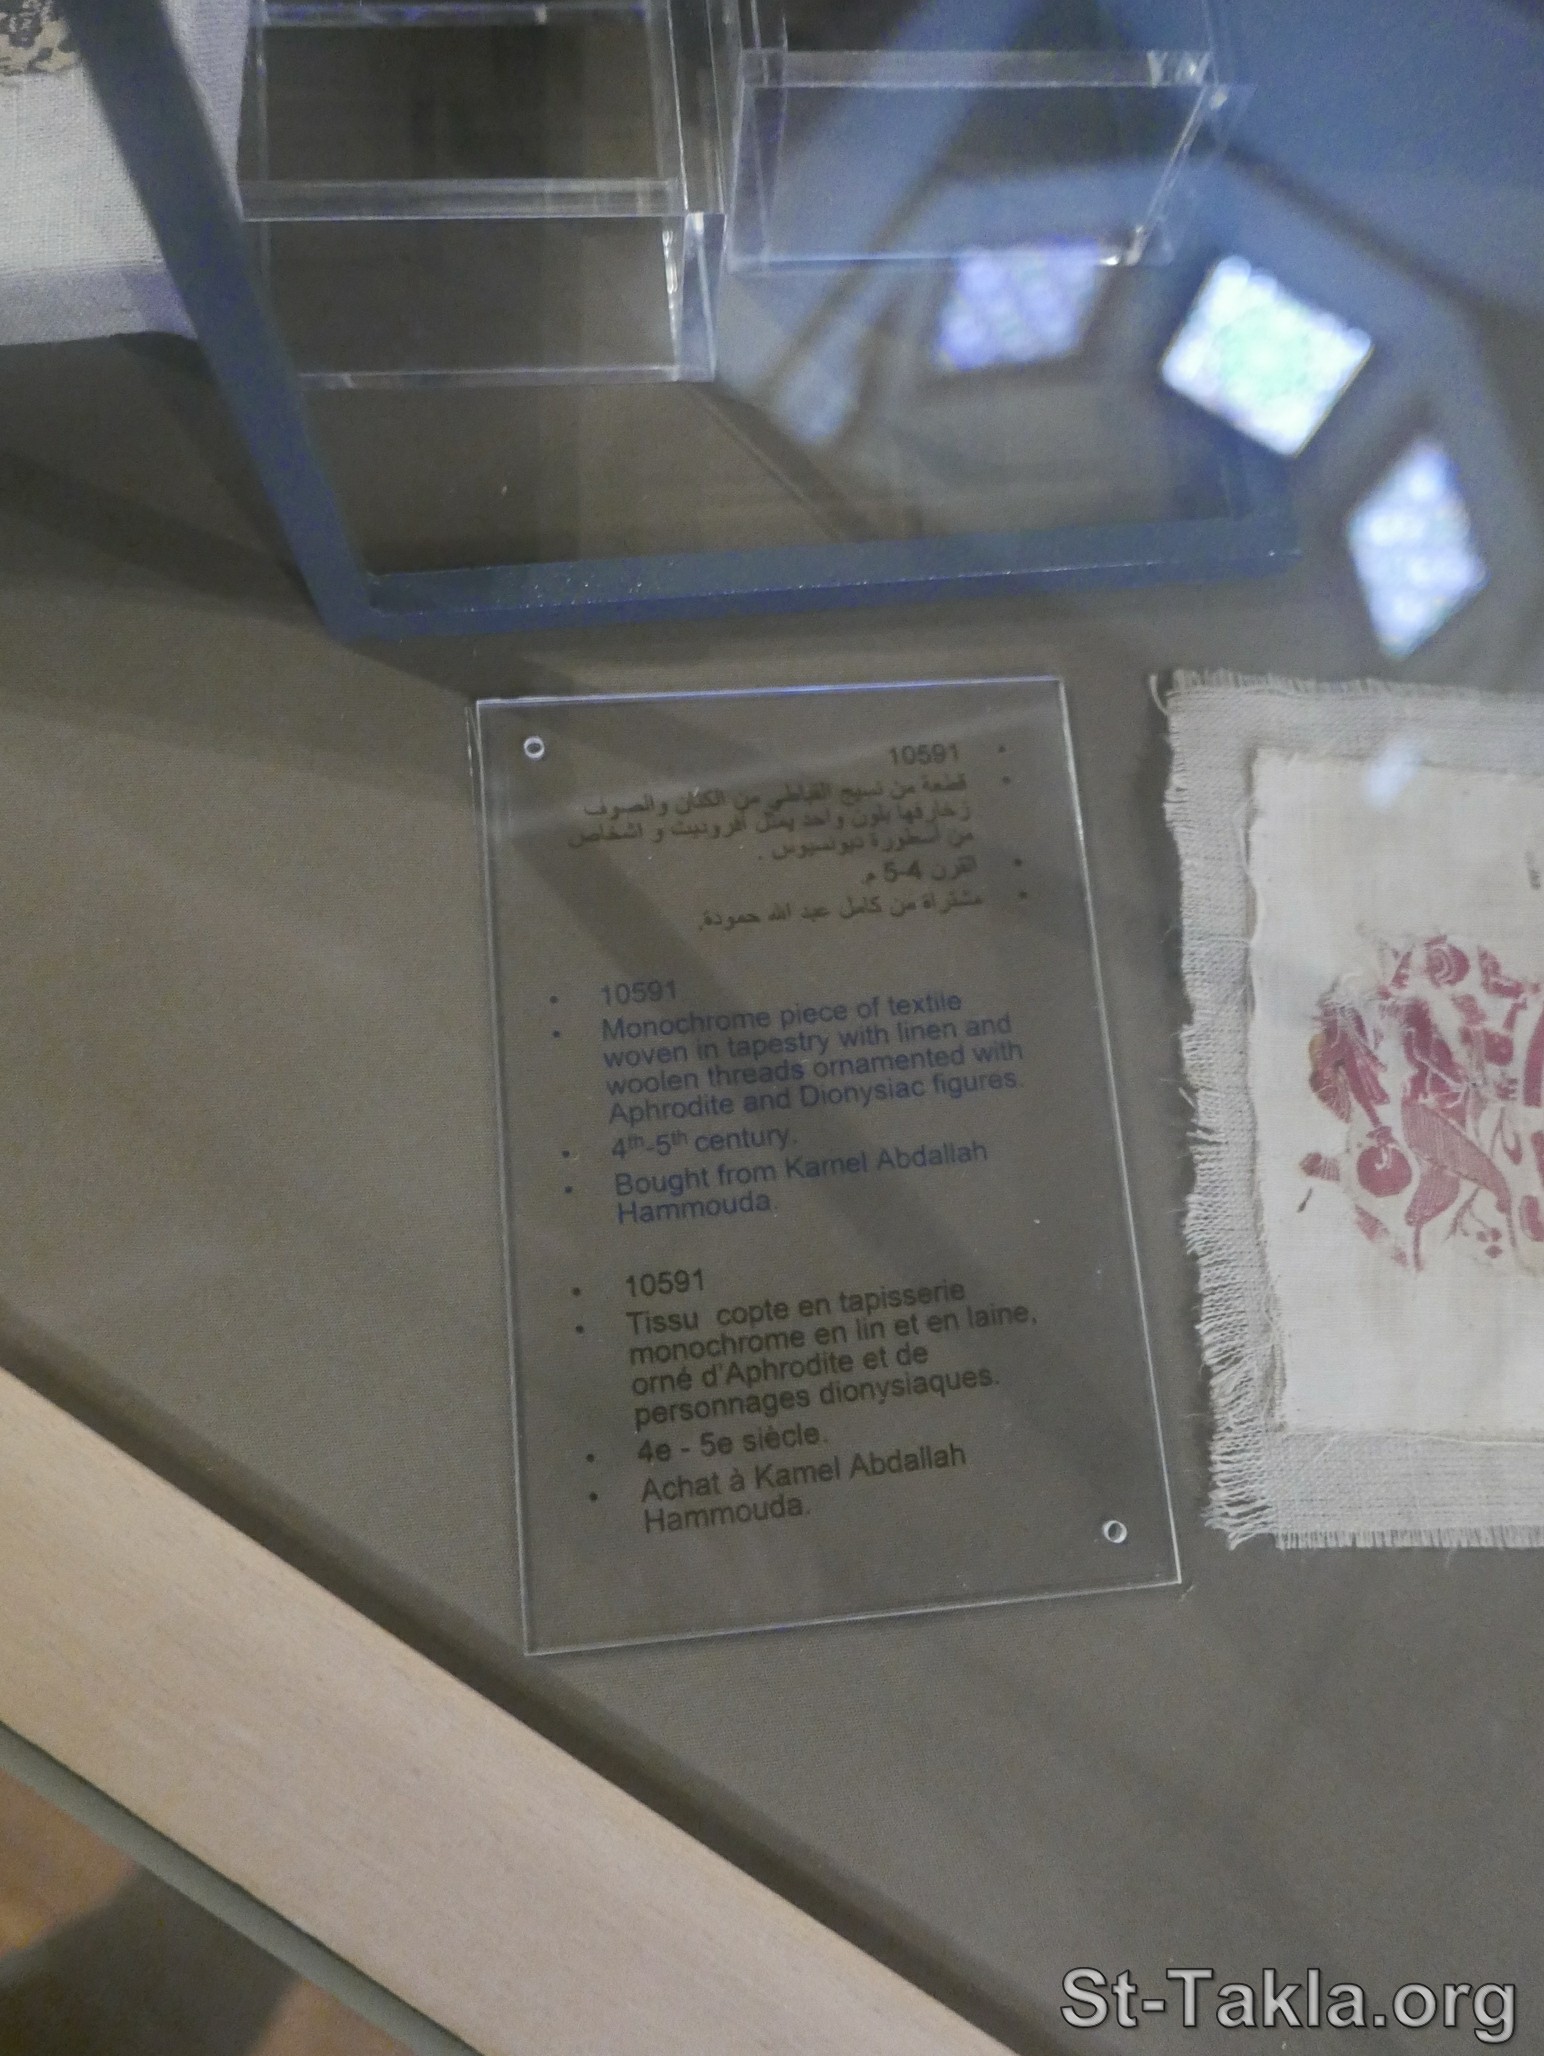 • 10591
• قطعة من نسيج القباطي من الكتان والصوف
زخارفها بلون واحد يمثل أفروديت و اشخاص
من أسطورة ديونسيوس .
• القرن 4-5 م.
• مشتراة من كامل عبد الله حمودة.
• 10591
• Monochrome piece of textile
woven in tapestry with linen and
woolen threads ornamented with
Aphrodite and Dionysiac figures.
• 4th-5th century.
• Bought from Kamel Abdallah
Hammouda.
• 10591
• Tissu copte en tapisserie
monochrome en lin et en laine,
orné d'Aphrodite et de
personnages dionysiaques.
• 4e - 5e siècle.
• Achat à Kamel Abdallah
Hammouda.
St-Takla.org